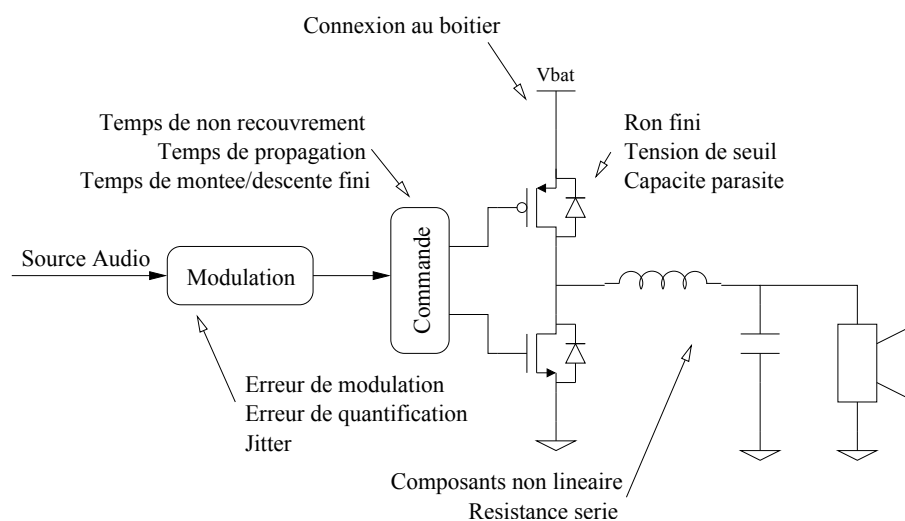 Connexion au boitier
Vbat
Temps de non recouvrement
Temps de propagation
Temps de montee/descente fini
Ron fini
Tension de seuil
Capacite parasite
Source Audio
Modulation
Commande
Erreur de modulation
Erreur de quantification
Jitter
Composants non lineaire
Resistance serie